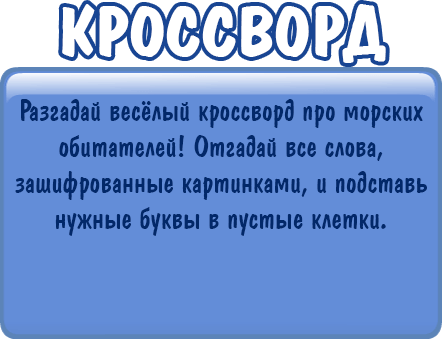 КРОССВОРД
Разгадай весёлый кроссворд про морских
обитателей! Отгадай все слова,
зашифрованные картинками, и подставь
нужные буквы в пустые клетки.